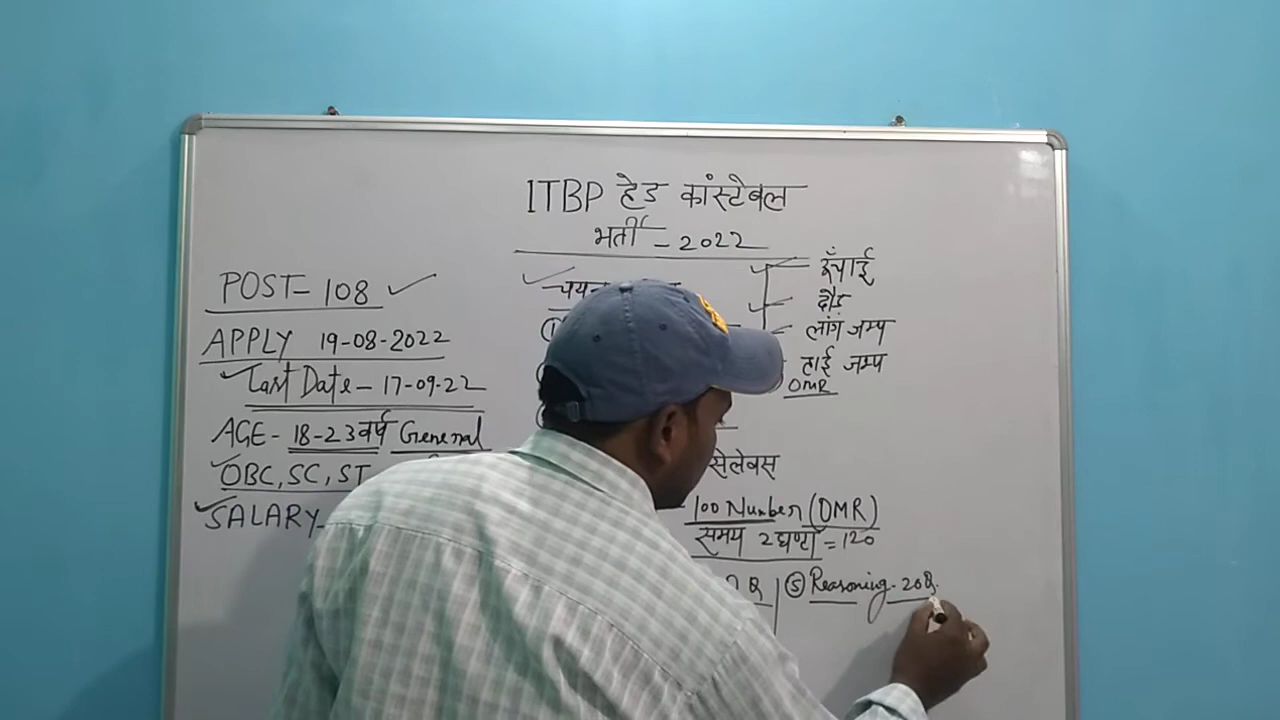 ITBP हेड कांस्टेबल
भर्ती - 2022
POST - 108
APPLY 19-08-2022
Last Date - 17-09-22
AGE - 18-23 वर्ष General
OBC, SC, ST
SALARY -
ऊँचाई
दौड
लांग जम्प
हाई जम्प
OMR
सेलेबस
100 Number (OMR)
समय 2 घण्टा = 120
⑤ Reasoning - 20 Q.